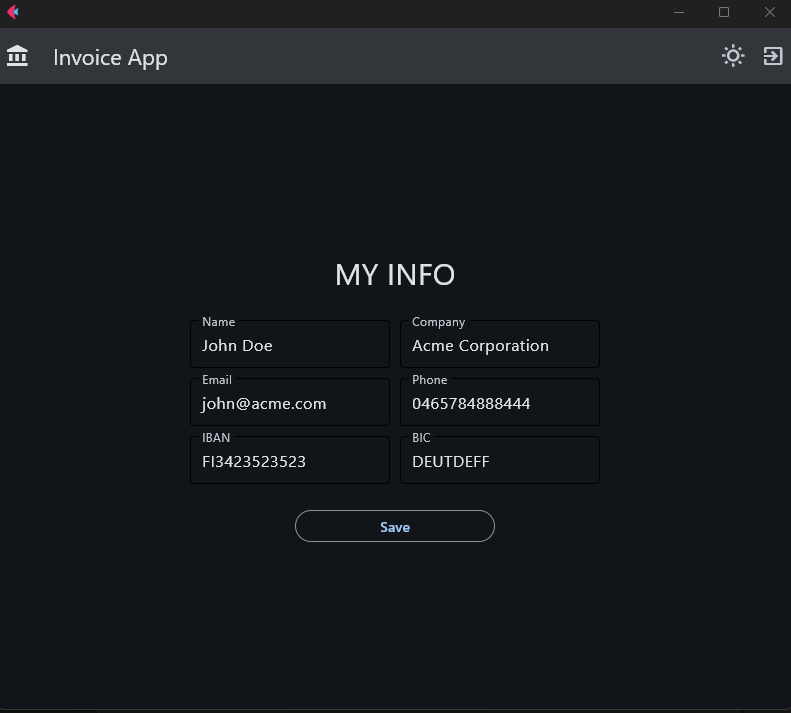 Invoice App
MY INFO
Name
John Doe
Company
Acme Corporation
Email
john@acme.com
Phone
0465784888444
IBAN
FI3423523523
BIC
DEUTDEFF
Save